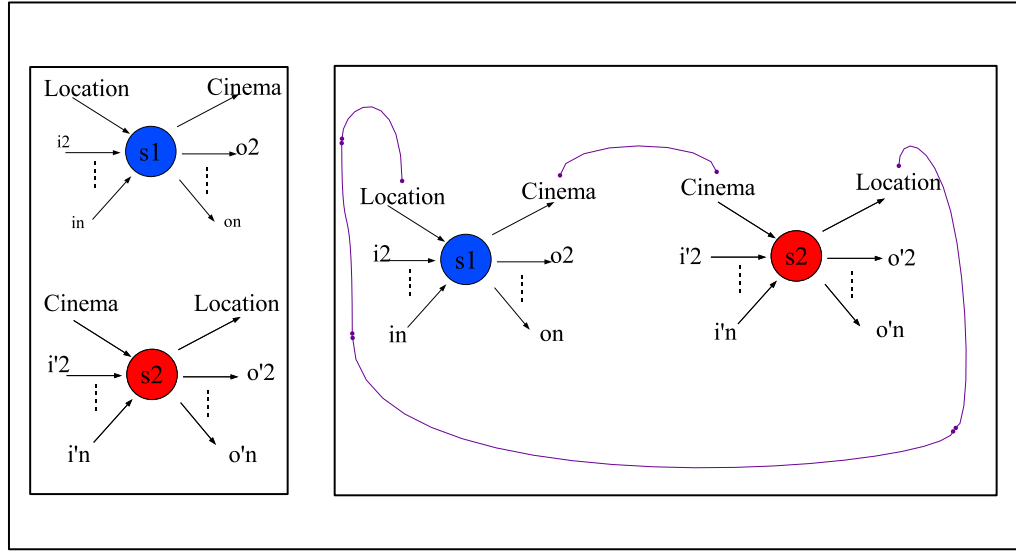 Location Cinema
i2 s1 o2
in on
Cinema Location
i'2 s2 o'2
i'n o'n
Location Cinema Cinema Location
i2 s1 o2 i'2 s2 o'2
in on i'n o'n